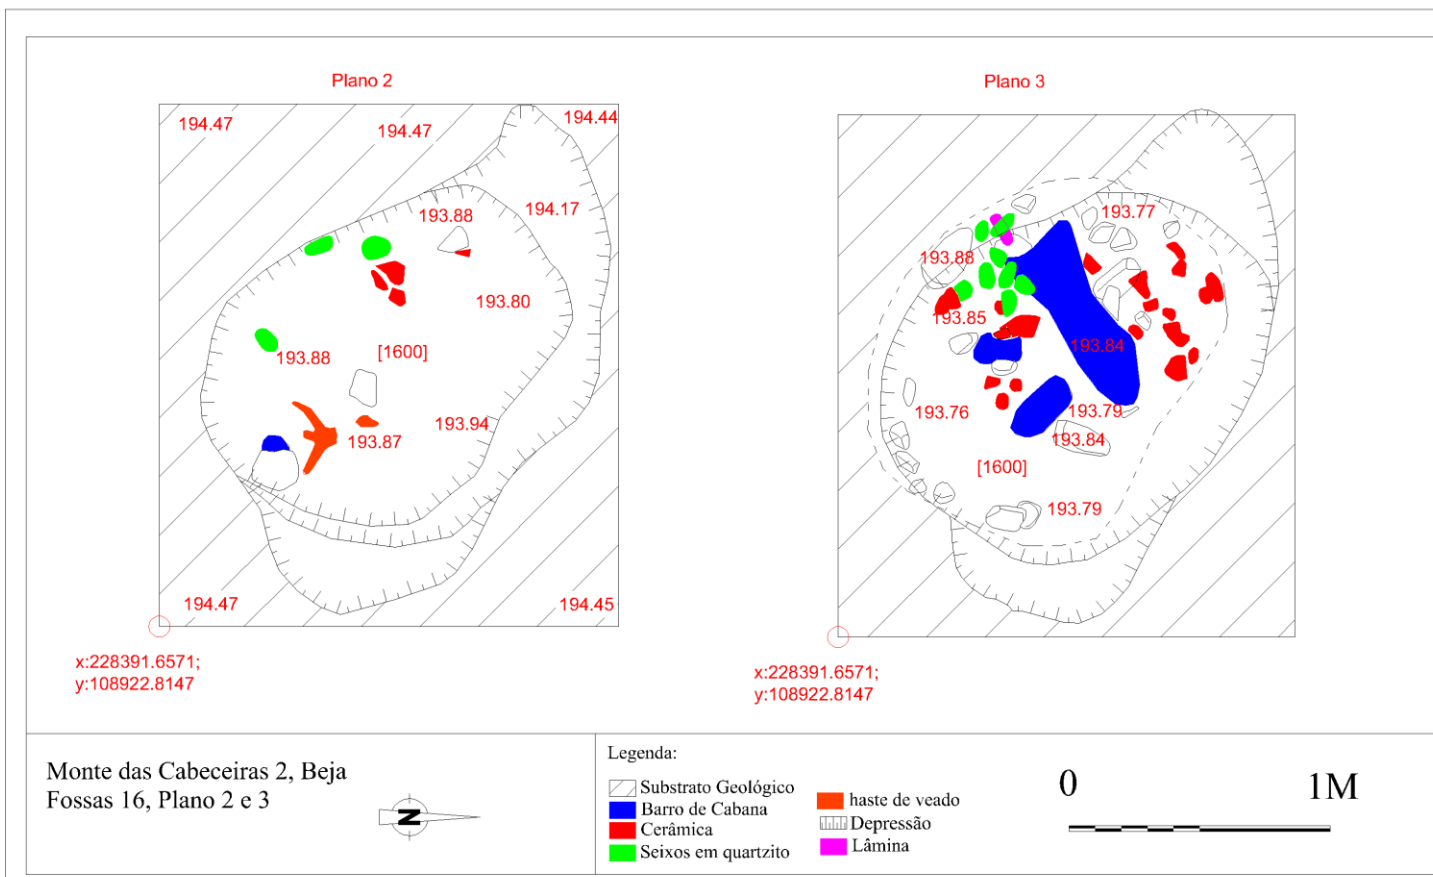 Plano 2
194.47
194.47
194.44
193.88
194.17
193.80
193.88
[1600]
193.87
193.94
194.47
194.45
x:228391.6571;
y:108922.8147
Plano 3
193.77
193.88
193.85
193.84
193.76
193.79
193.84
[1600]
193.79
x:228391.6571;
y:108922.8147
Monte das Cabeceiras 2, Beja
Fossas 16, Plano 2 e 3
N
Legenda:
Substrato Geológico
Barro de Cabana
Cerâmica
Seixos em quartzito
haste de veado
Depressão
Lâmina
0 1M